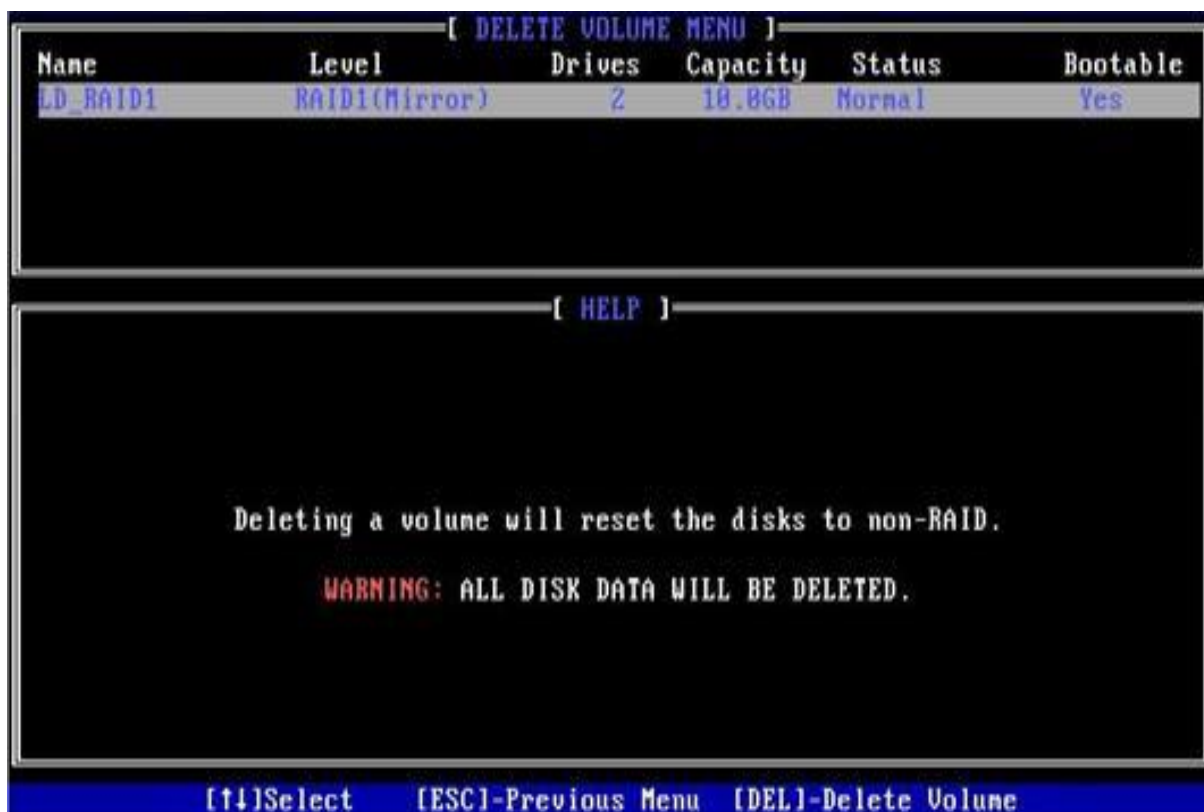 [ DELETE VOLUME MENU ]
Name Level Drives Capacity Status Bootable
LD_RAID1 RAID1(Mirror) 2 10.0GB Normal Yes
[ HELP ]
Deleting a volume will reset the disks to non-RAID.
WARNING: ALL DISK DATA WILL BE DELETED.
[↑↓]Select [ESC]-Previous Menu [DEL]-Delete Volume